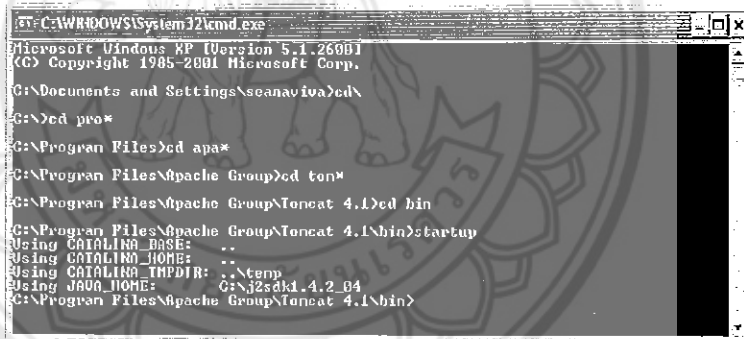 C:\WINDOWS\System32\cmd.exe
Microsoft Windows XP [Version 5.1.2600]
(C) Copyright 1985-2001 Microsoft Corp.
C:\Documents and Settings\seanaviva>cd\
C:\>cd pro*
C:\Program Files>cd apa*
C:\Program Files\Apache Group>cd tom*
C:\Program Files\Apache Group\Tomcat 4.1>cd bin
C:\Program Files\Apache Group\Tomcat 4.1\bin>startup
Using CATALINA_BASE: ..
Using CATALINA_HOME: ..
Using CATALINA_TMPDIR: ..\temp
Using JAVA_HOME: C:\j2sdk1.4.2_04
C:\Program Files\Apache Group\Tomcat 4.1\bin>